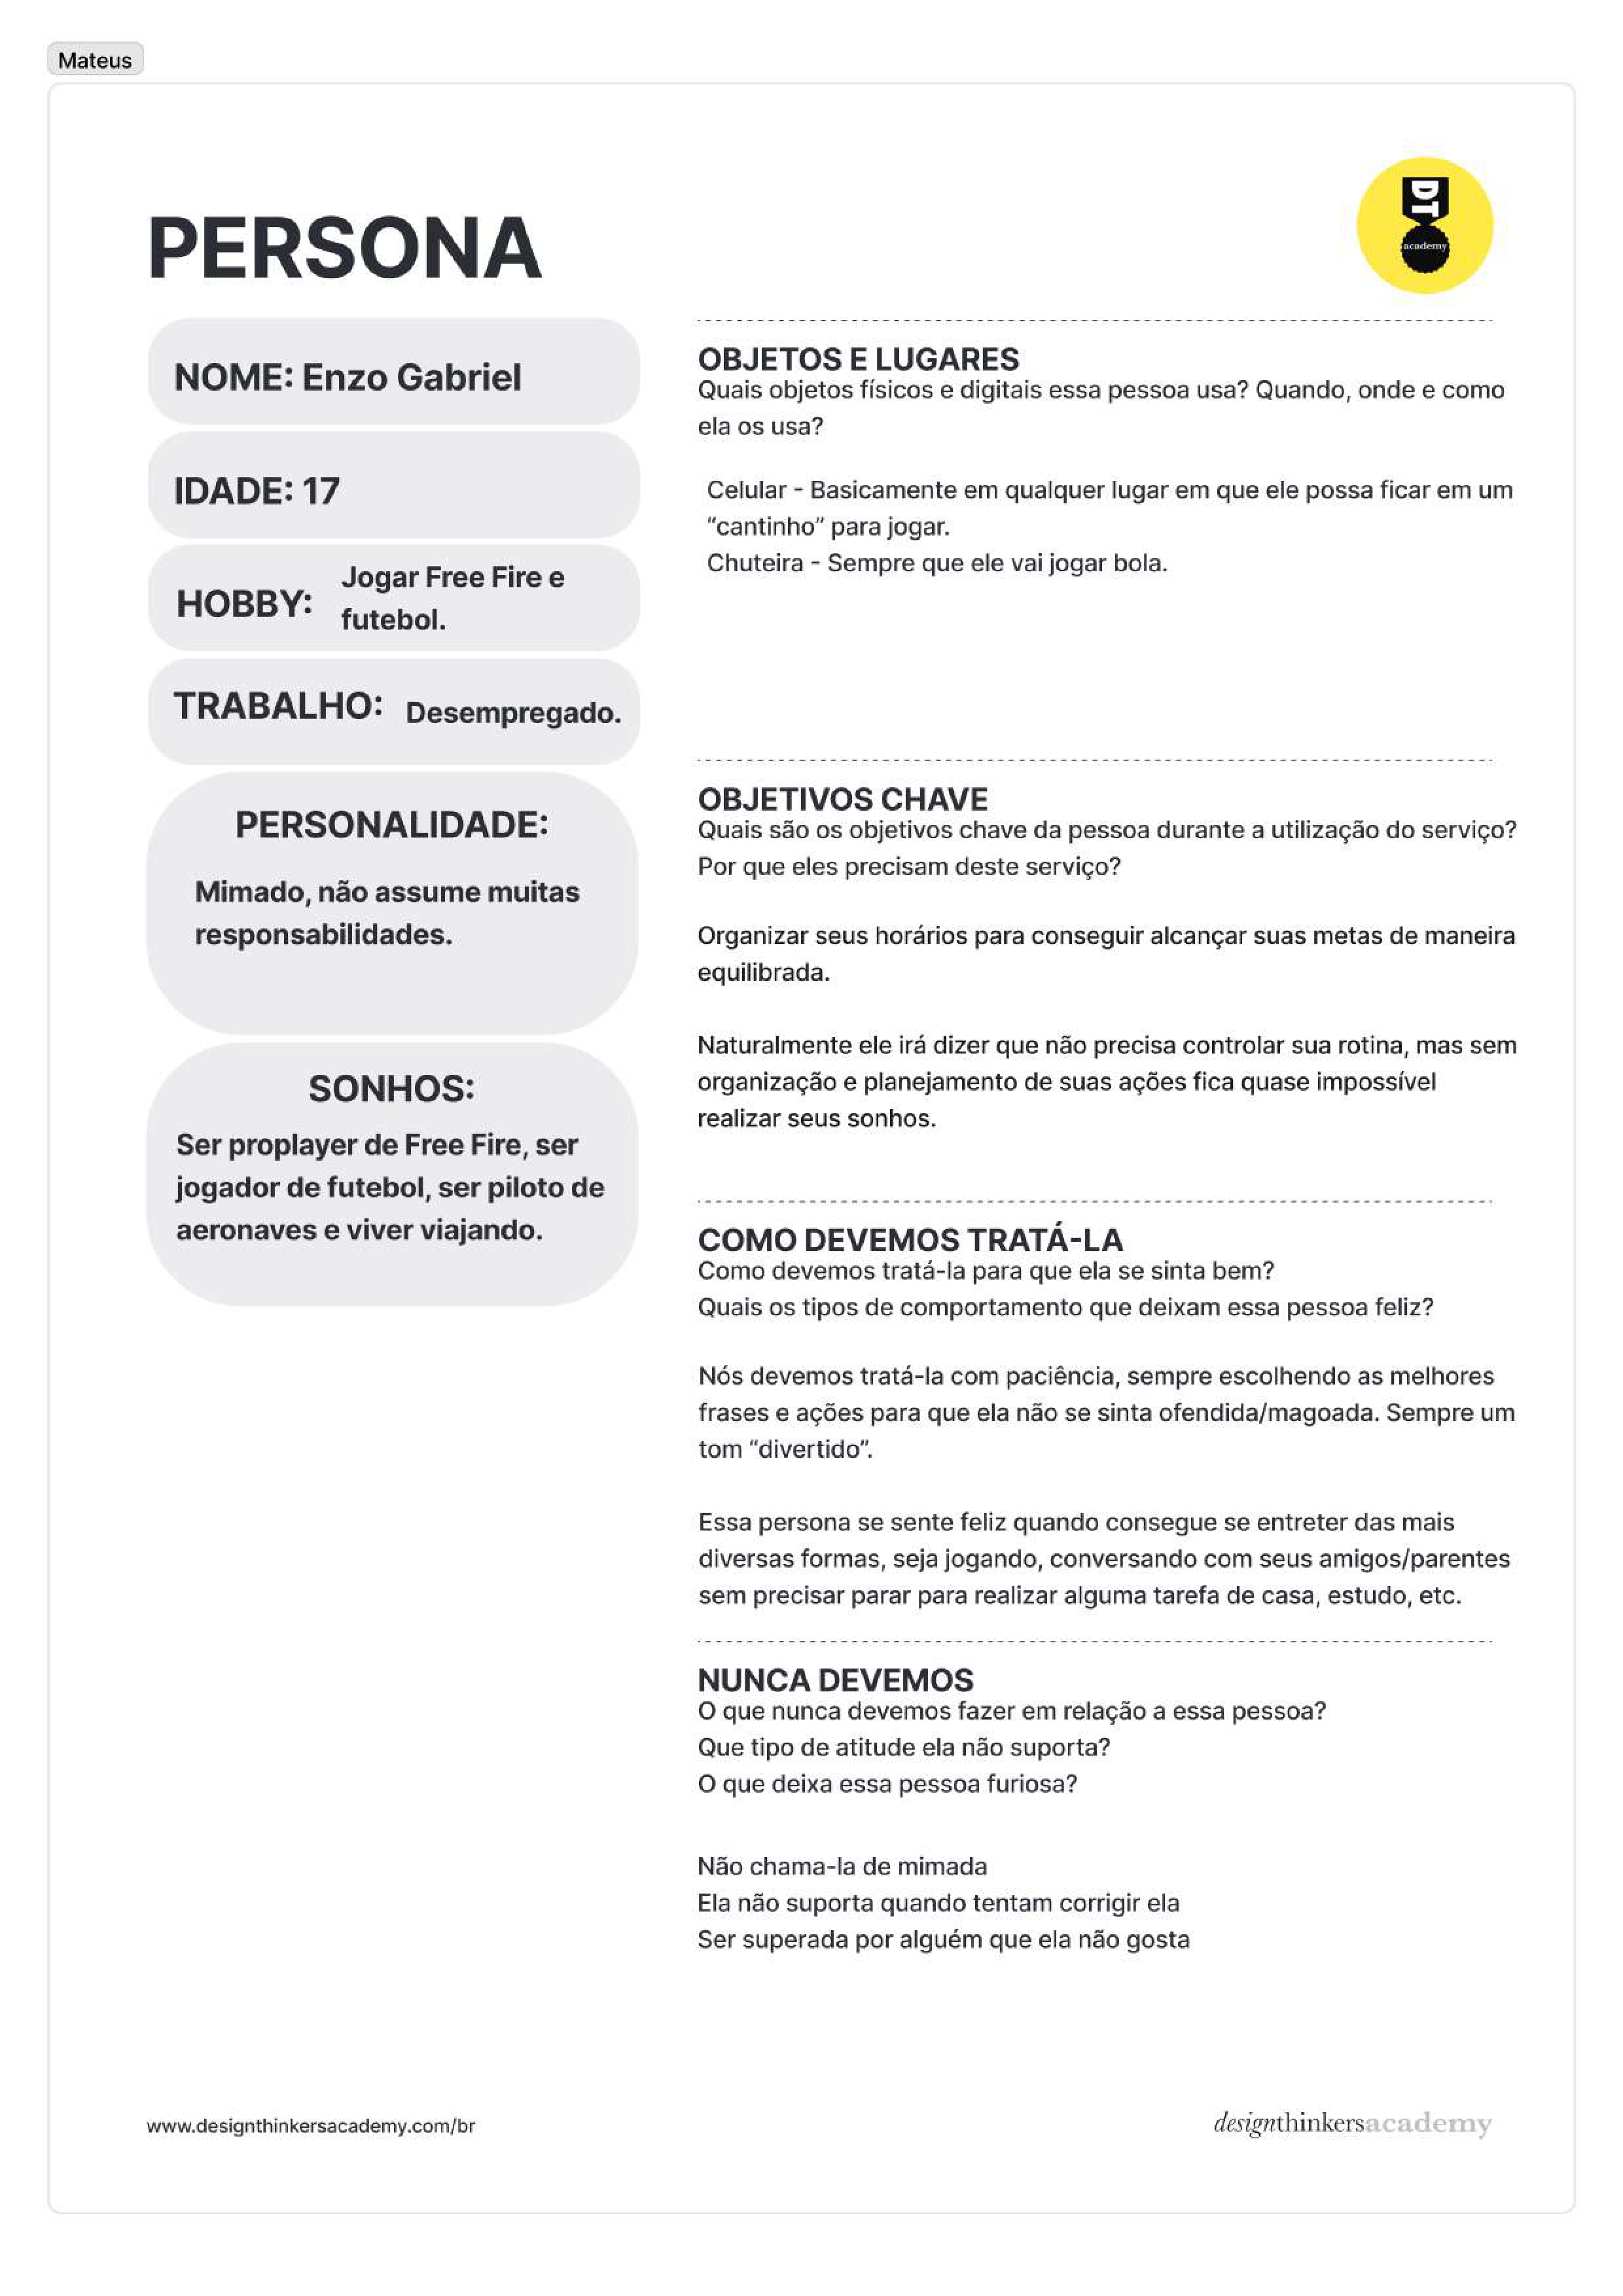 Mateus
PERSONA
DT
academy
NOME: Enzo Gabriel
IDADE: 17
HOBBY: Jogar Free Fire e
futebol.
TRABALHO: Desempregado.
PERSONALIDADE:
Mimado, não assume muitas
responsabilidades.
SONHOS:
Ser proplayer de Free Fire, ser
jogador de futebol, ser piloto de
aeronaves e viver viajando.
OBJETOS E LUGARES
Quais objetos físicos e digitais essa pessoa usa? Quando, onde e como
ela os usa?
Celular - Basicamente em qualquer lugar em que ele possa ficar em um
“cantinho” para jogar.
Chuteira - Sempre que ele vai jogar bola.
OBJETIVOS CHAVE
Quais são os objetivos chave da pessoa durante a utilização do serviço?
Por que eles precisam deste serviço?
Organizar seus horários para conseguir alcançar suas metas de maneira
equilibrada.
Naturalmente ele irá dizer que não precisa controlar sua rotina, mas sem
organização e planejamento de suas ações fica quase impossível
realizar seus sonhos.
COMO DEVEMOS TRATÁ-LA
Como devemos tratá-la para que ela se sinta bem?
Quais os tipos de comportamento que deixam essa pessoa feliz?
Nós devemos tratá-la com paciência, sempre escolhendo as melhores
frases e ações para que ela não se sinta ofendida/magoada. Sempre um
tom “divertido”.
Essa persona se sente feliz quando consegue se entreter das mais
diversas formas, seja jogando, conversando com seus amigos/parentes
sem precisar parar para realizar alguma tarefa de casa, estudo, etc.
NUNCA DEVEMOS
O que nunca devemos fazer em relação a essa pessoa?
Que tipo de atitude ela não suporta?
O que deixa essa pessoa furiosa?
Não chama-la de mimada
Ela não suporta quando tentam corrigir ela
Ser superada por alguém que ela não gosta
www.designthinkersacademy.com/br
designthinkersacademy